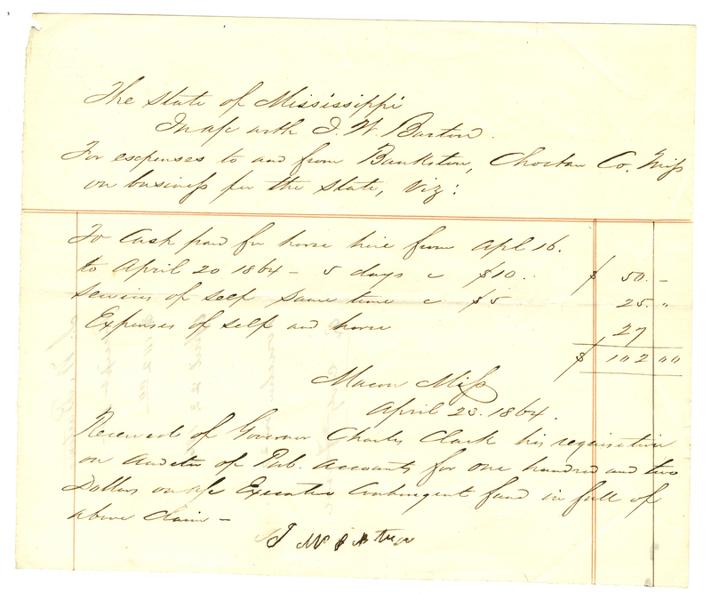 The State of Mississippi
In a/c with J. W. Barton.
For expenses to and from Bankston, Choctaw Co. Miss
on business for the State, viz:
To Cash paid for horse hire from Apl 16.
to April 20 1864 – 5 days @ $10. $ 50. –
Services of self same time @ $5 25. "
Expenses of self and horse 27
$ 102 00
Macon Miss
April 23. 1864.
Received of Governor Charles Clark his requisition
on Auditor of Pub. Accounts for one hundred and two
Dollars on a/c Executive Contingent fund in full of
above claim –
J W